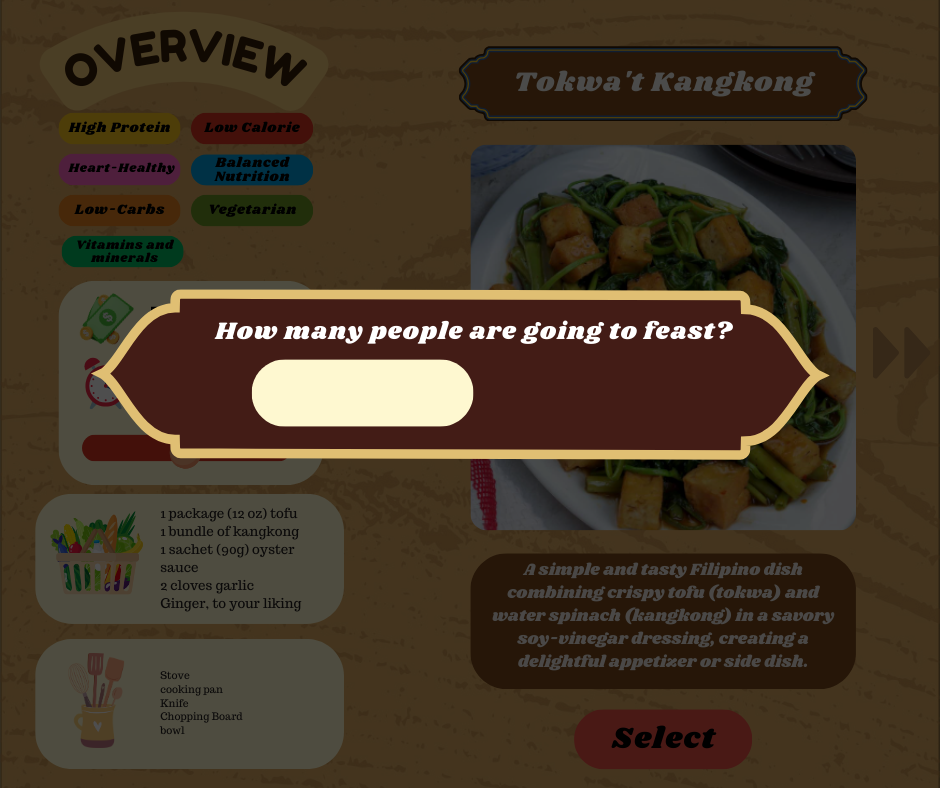 OVERVIEW
Tokwa't Kangkong
High Protein
Low Calorie
Heart-Healthy
Balanced
Nutrition
Low-Carbs
Vegetarian
Vitamins and
minerals
How many people are going to feast?
1 package (12 oz) tofu
1 bundle of kangkong
1 sachet (90g) oyster
sauce
2 cloves garlic
Ginger, to your liking
Stove
cooking pan
Knife
Chopping Board
bowl
A simple and tasty Filipino dish
combining crispy tofu (tokwa) and
water spinach (kangkong) in a savory
soy-vinegar dressing, creating a
delightful appetizer or side dish.
Select